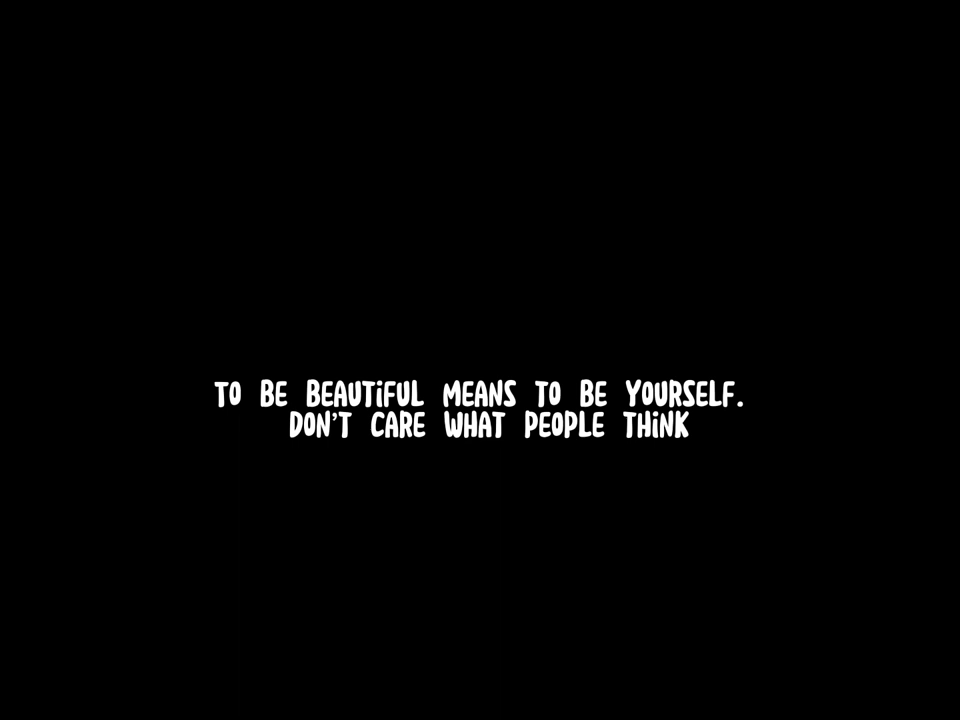 TO BE BEAUTiFUL MEANS TO BE YOURSELF.
DON'T CARE WHAT PEOPLE THiNK